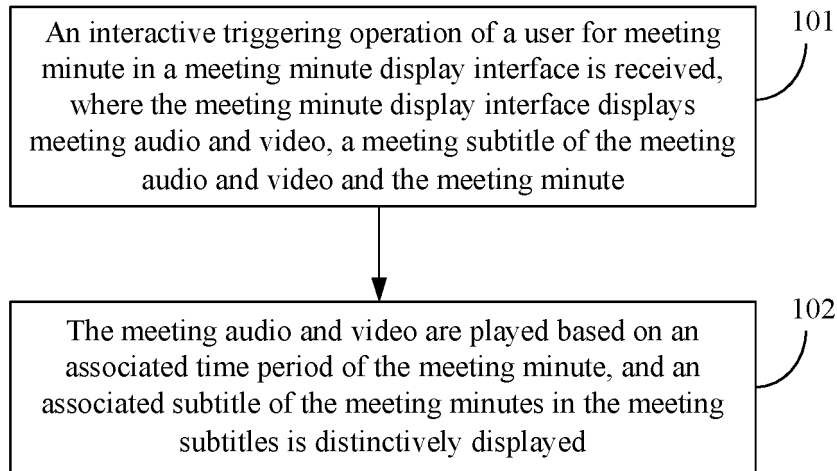 An interactive triggering operation of a user for meeting
minute in a meeting minute display interface is received,
where the meeting minute display interface displays
meeting audio and video, a meeting subtitle of the meeting
audio and video and the meeting minute
101
The meeting audio and video are played based on an
associated time period of the meeting minute, and an
associated subtitle of the meeting minutes in the meeting
subtitles is distinctively displayed
102